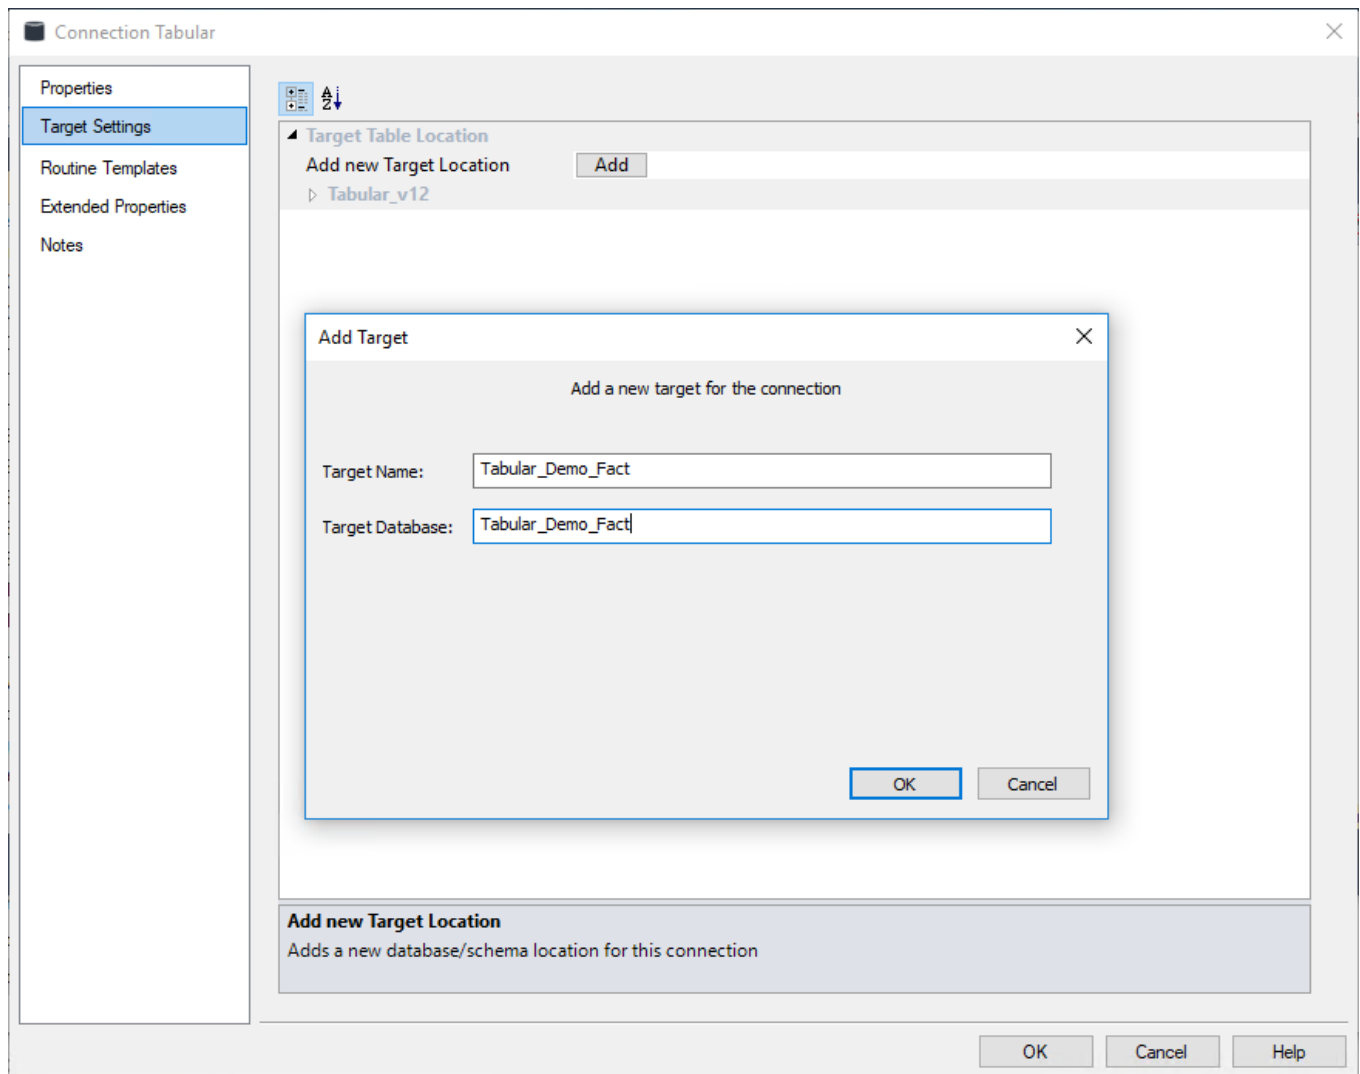 Connection Tabular
Properties
Target Settings
Routine Templates
Extended Properties
Notes
Target Table Location
Add new Target Location Add
Tabular_v12
Add Target
Add a new target for the connection
Target Name: Tabular_Demo_Fact
Target Database: Tabular_Demo_Fact
OK Cancel
Add new Target Location
Adds a new database/schema location for this connection
OK Cancel Help